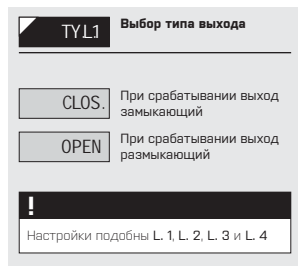 TY.L.1
Выбор типа выхода
CLOS.
При срабатывании выход
замыкающий
OPEN
При срабатывании выход
размыкающий
!
Настройки подобны L. 1, L. 2, L. 3 и L. 4